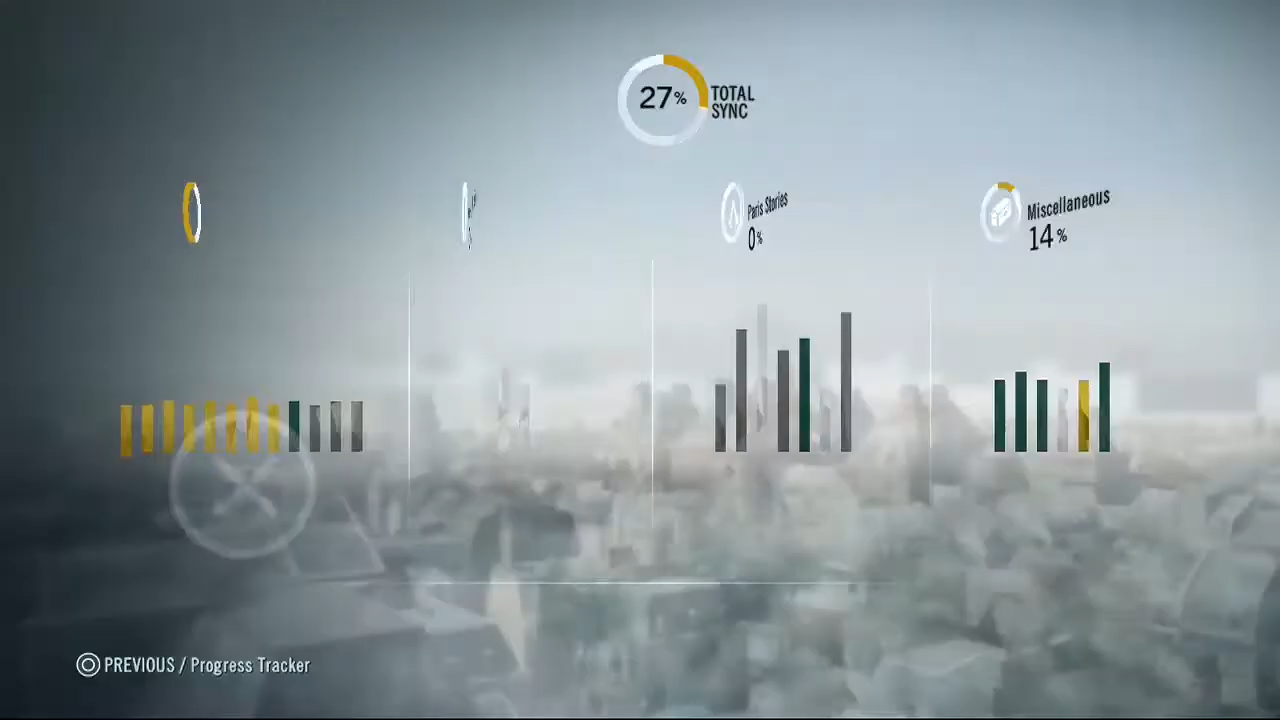 27%
TOTAL
SYNC
Paris Stories
0%
Miscellaneous
14%
PREVIOUS / Progress Tracker